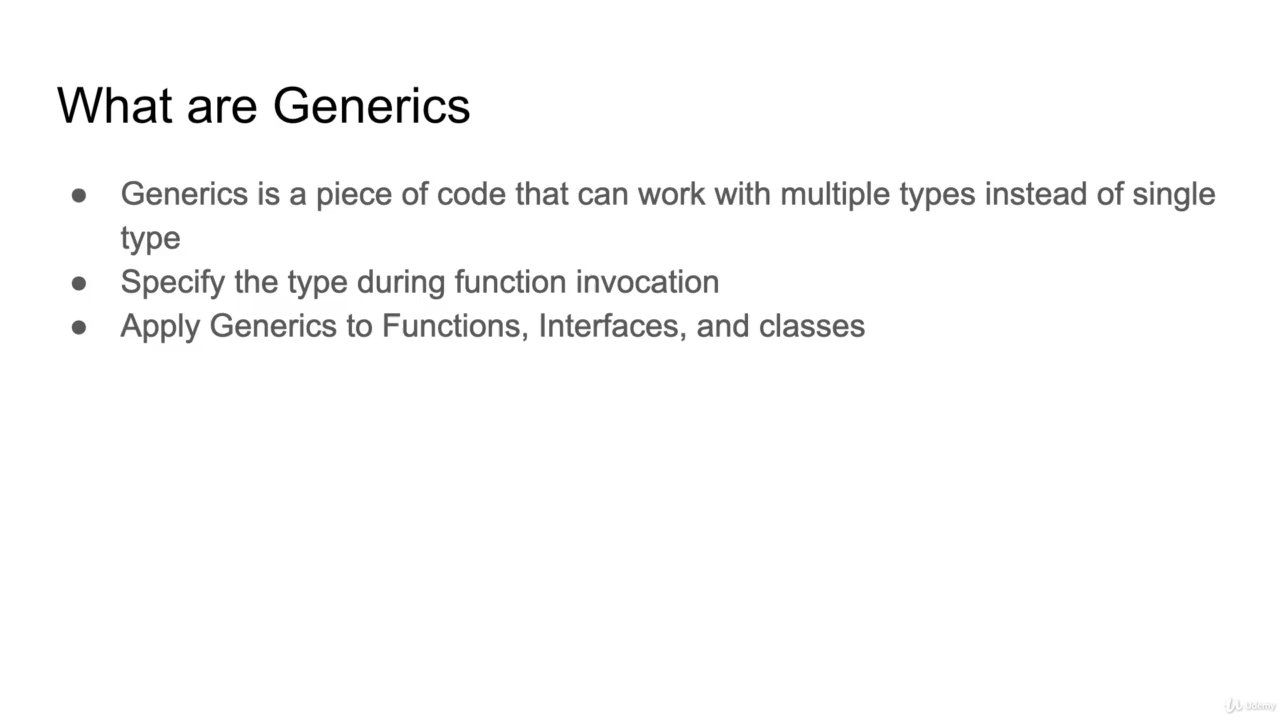 What are Generics
● Generics is a piece of code that can work with multiple types instead of single
type
● Specify the type during function invocation
● Apply Generics to Functions, Interfaces, and classes
Udemy